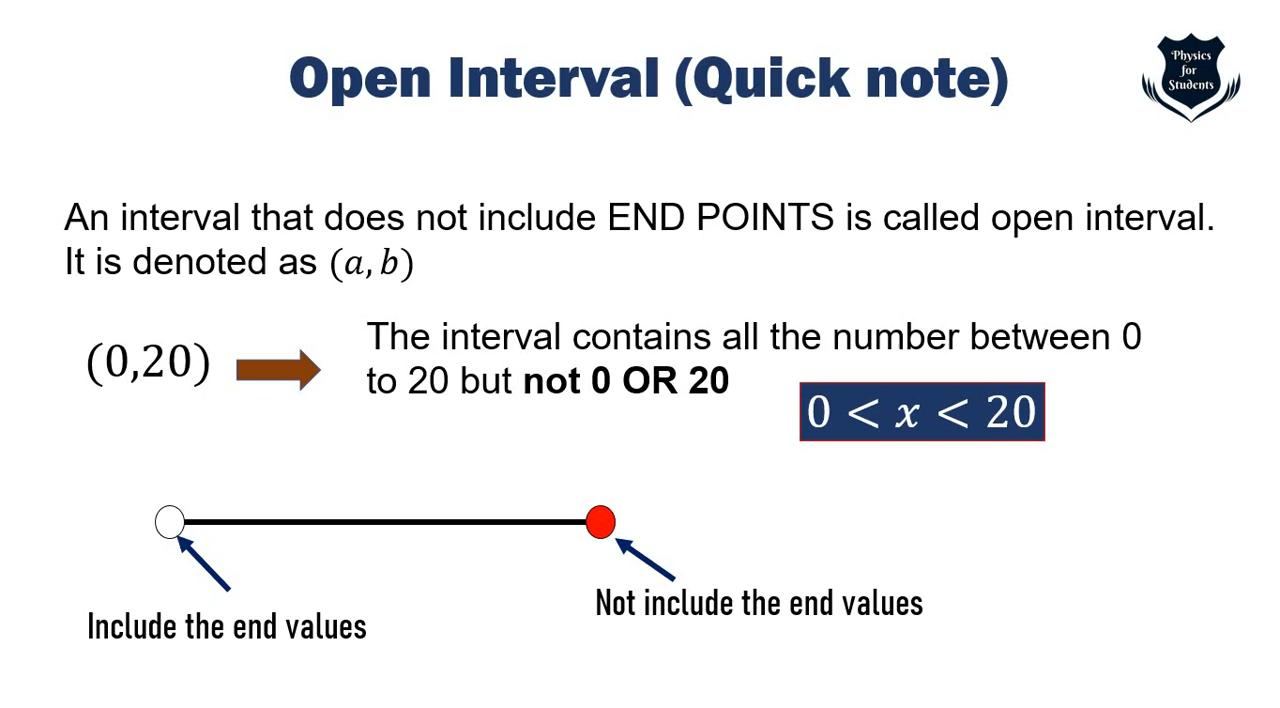 Open Interval (Quick note)
Physics
for
Students
An interval that does not include END POINTS is called open interval.
It is denoted as (a, b)
(0,20)
The interval contains all the number between 0
to 20 but not 0 OR 20
0 < x < 20
Include the end values
Not include the end values